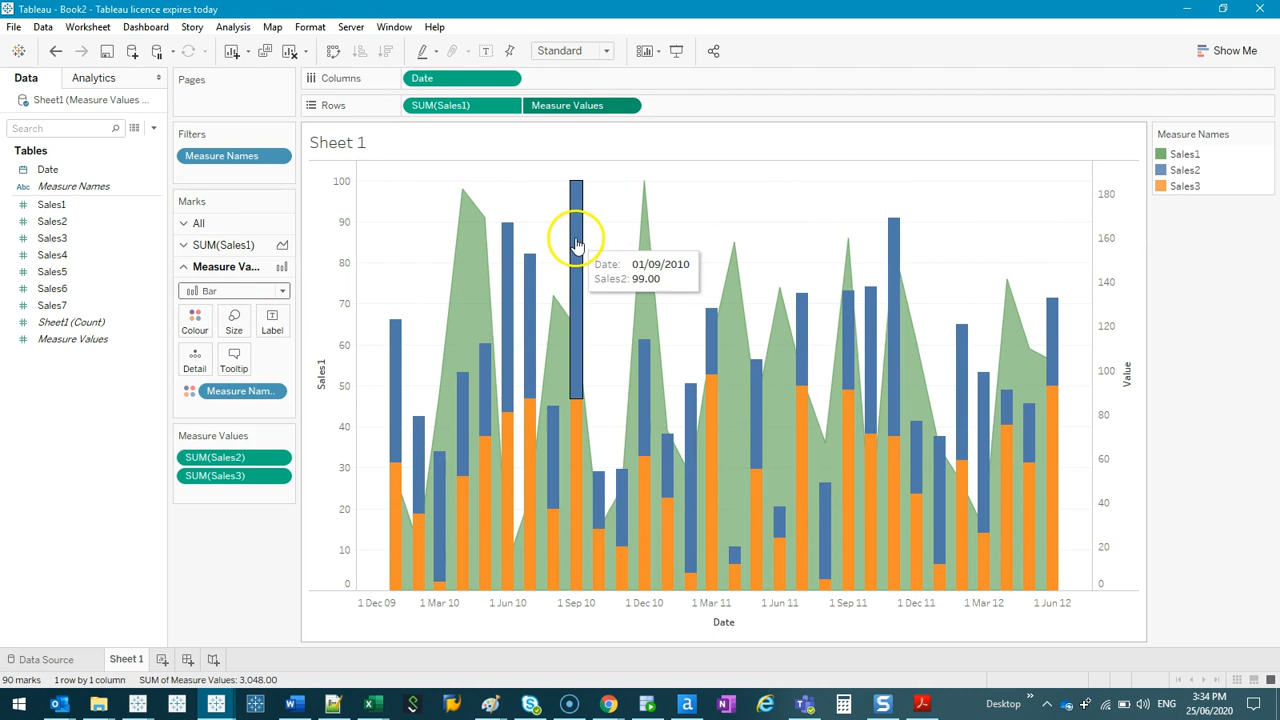 Tableau - Book2 - Tableau licence expires today
File Data Worksheet Dashboard Story Analysis Map Format Server Window Help
Standard
Show Me
Data Analytics
Sheet1 (Measure Values ...
Search
Tables
Date
Abc Measure Names
Sales1
Sales2
Sales3
Sales4
Sales5
Sales6
Sales7
Sheet1 (Count)
Measure Values
Pages
Filters
Measure Names
Marks
All
SUM(Sales1)
Measure Va...
Bar
Colour Size Label
Detail Tooltip
Measure Nam..
Measure Values
SUM(Sales2)
SUM(Sales3)
Columns Date
Rows SUM(Sales1) Measure Values
Sheet 1
100
90
80
70
60
50
40
30
20
10
0
Sales1
Date: 01/09/2010
Sales2: 99.00
180
160
140
120
100
80
60
40
20
0
Value
1 Dec 09 1 Mar 10 1 Jun 10 1 Sep 10 1 Dec 10 1 Mar 11 1 Jun 11 1 Sep 11 1 Dec 11 1 Mar 12 1 Jun 12
Date
Measure Names
Sales1
Sales2
Sales3
Data Source Sheet 1
90 marks 1 row by 1 column SUM of Measure Values: 3,048.00
Desktop
ENG
3:34 PM
25/06/2020